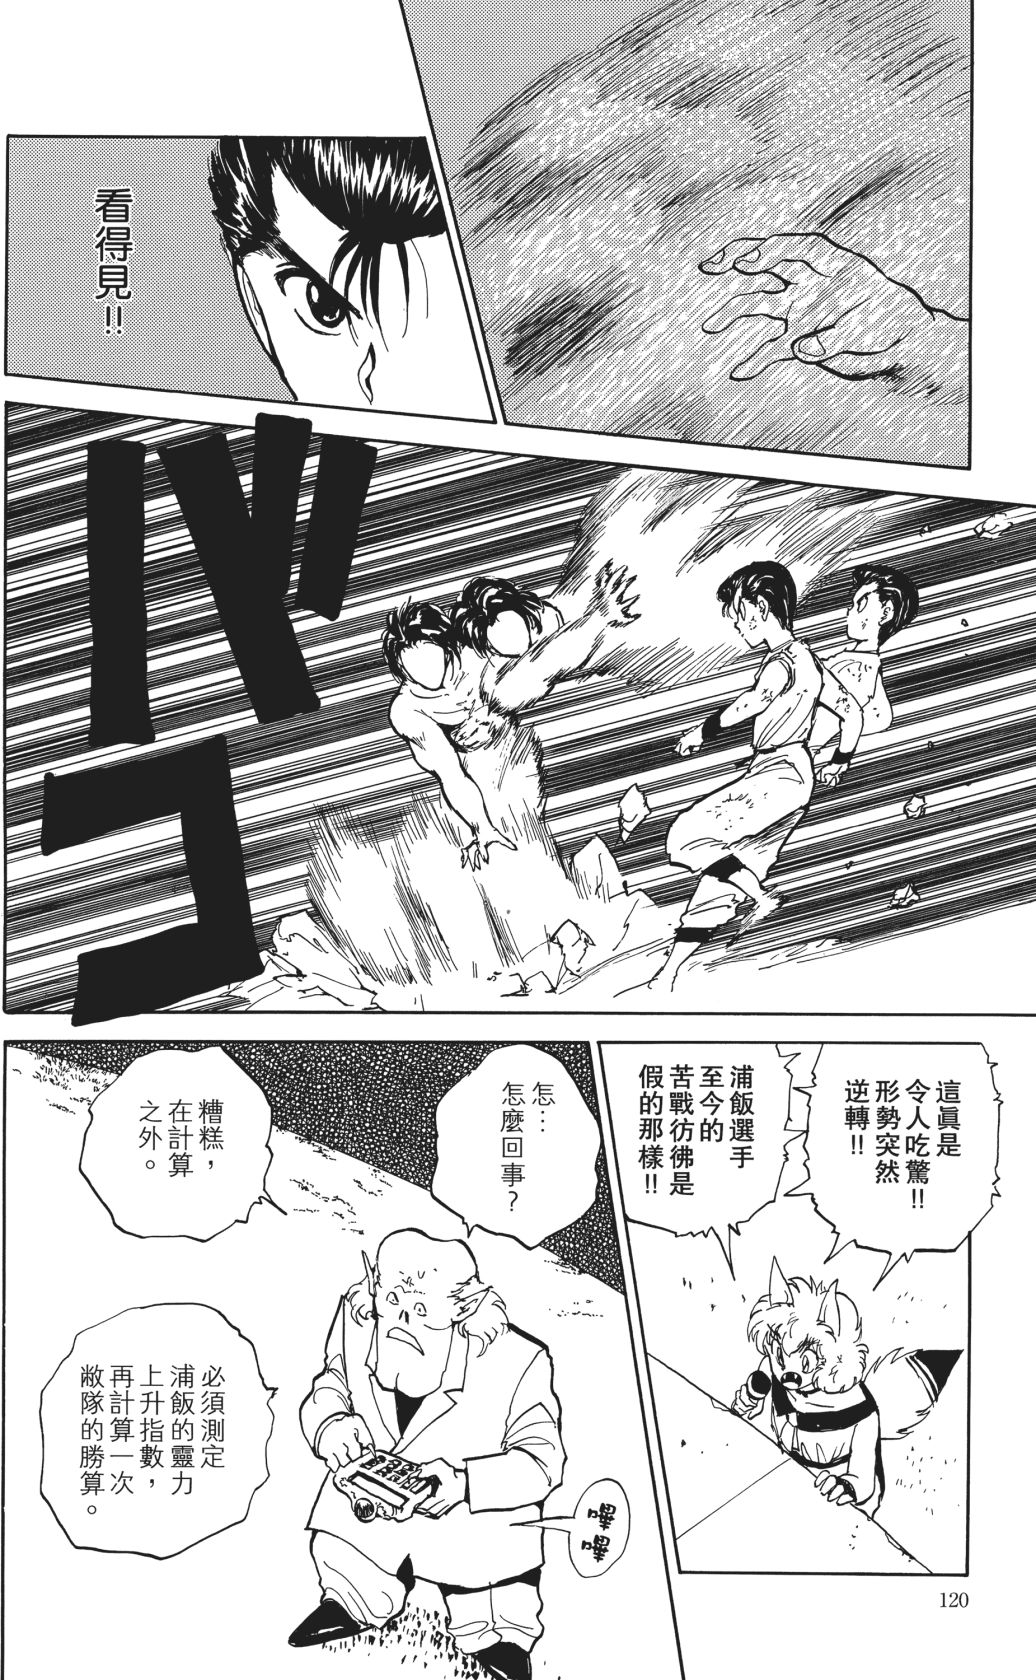 看得見!!
バ
コ
這眞是
令人吃驚!!
形勢突然
逆轉!!
浦飯選手
至今的
苦戰彷彿是
假的那樣!!
怎…
怎麼回事？
糟糕，
在計算
之外。
必須測定
浦飯的靈力
上升指數，
再計算一次
敝隊的勝算。
嗶
嗶
120